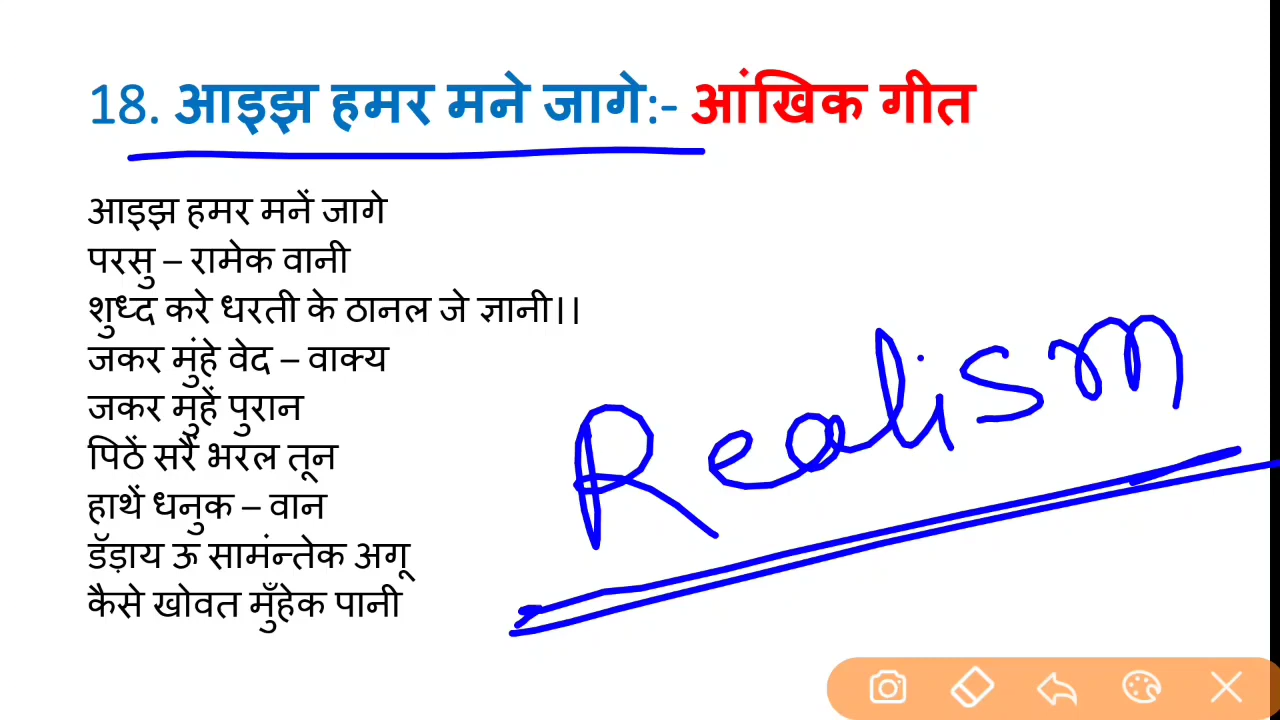 18. आइझ हमर मने जागे:- आंखिक गीत
आइझ हमर मनें जागे
परसु – रामेक वानी
शुध्द करे धरती के ठानल जे ज्ञानी।।
जकर मुंहे वेद – वाक्य
जकर मुहें पुरान
पिठें सरैं भरल तून
हाथें धनुक – वान
डॅड़ाय ऊ सामंन्तेक अगू
कैसे खोवत मुँहेक पानी
Realism